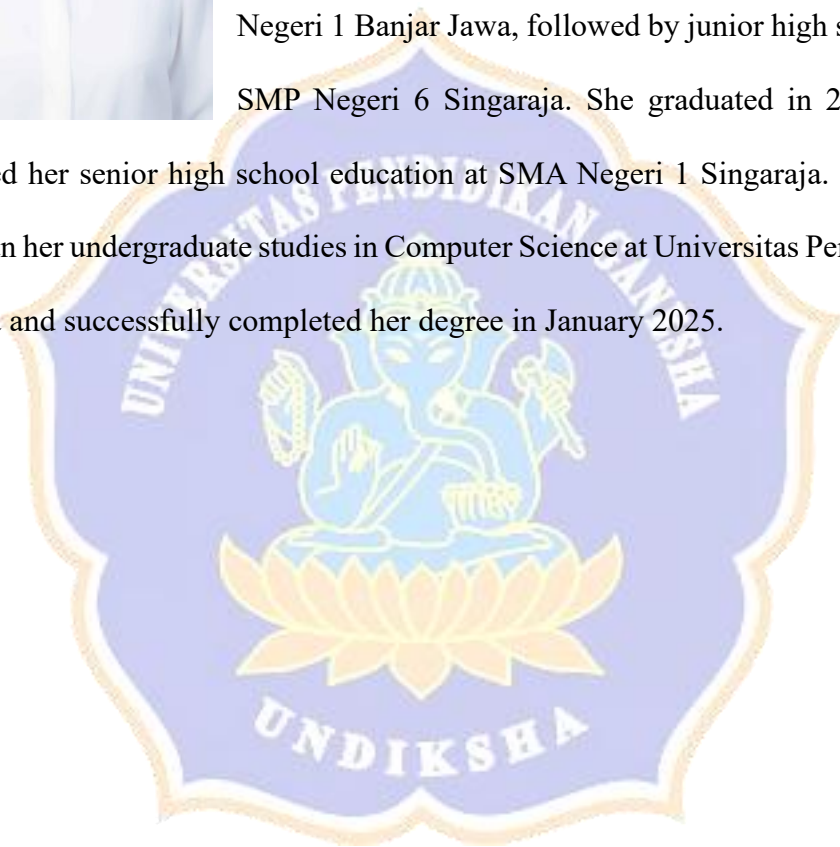 Negeri 1 Banjar Jawa, followed by junior high s
SMP Negeri 6 Singaraja. She graduated in 2
ed her senior high school education at SMA Negeri 1 Singaraja.
n her undergraduate studies in Computer Science at Universitas Per
and successfully completed her degree in January 2025.
UNIVERSITAS PENDIDIKAN GANESHA
UNDIKSHA